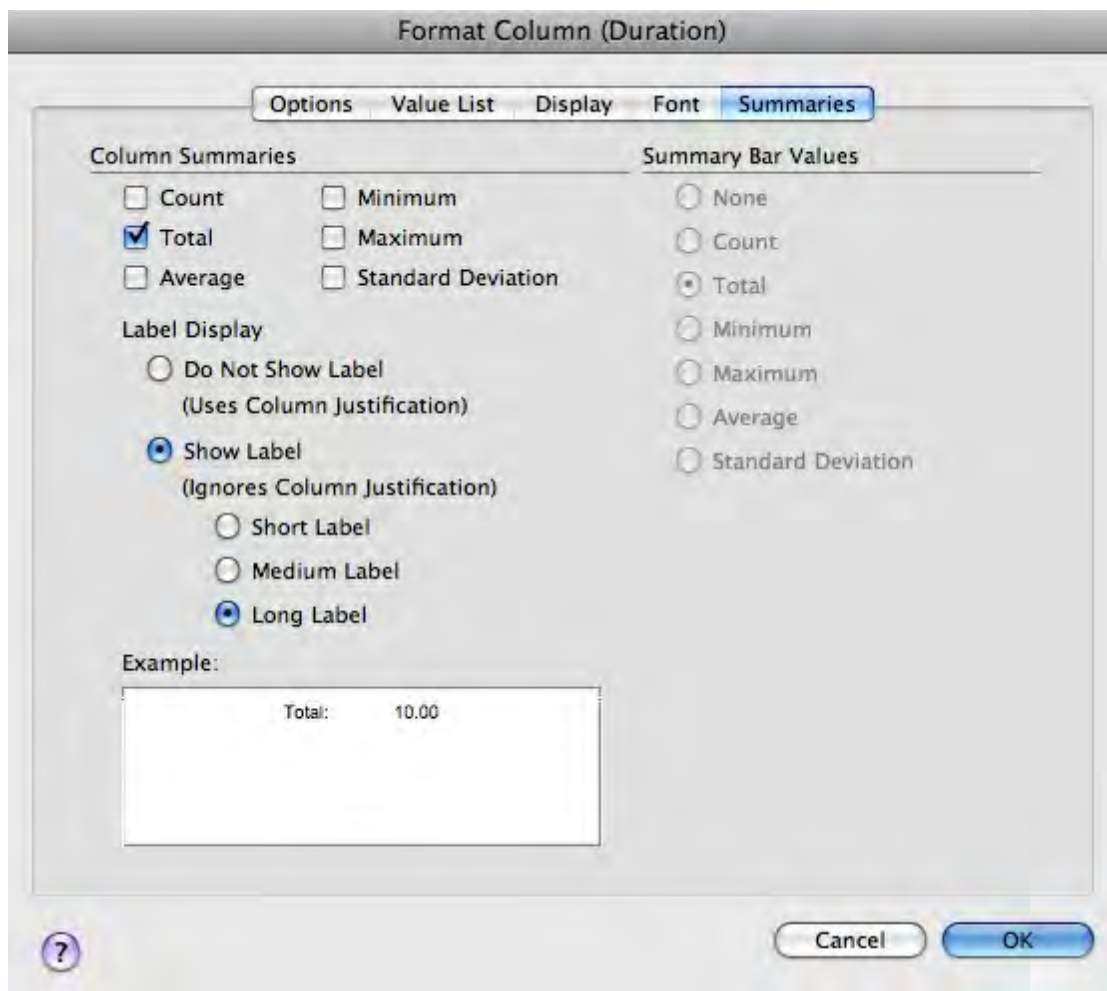 Format Column (Duration)
Options Value List Display Font Summaries
Column Summaries
Count Minimum
Total Maximum
Average Standard Deviation
Label Display
Do Not Show Label
(Uses Column Justification)
Show Label
(Ignores Column Justification)
Short Label
Medium Label
Long Label
Example:
Total: 10.00
Summary Bar Values
None
Count
Total
Minimum
Maximum
Average
Standard Deviation
?
Cancel OK